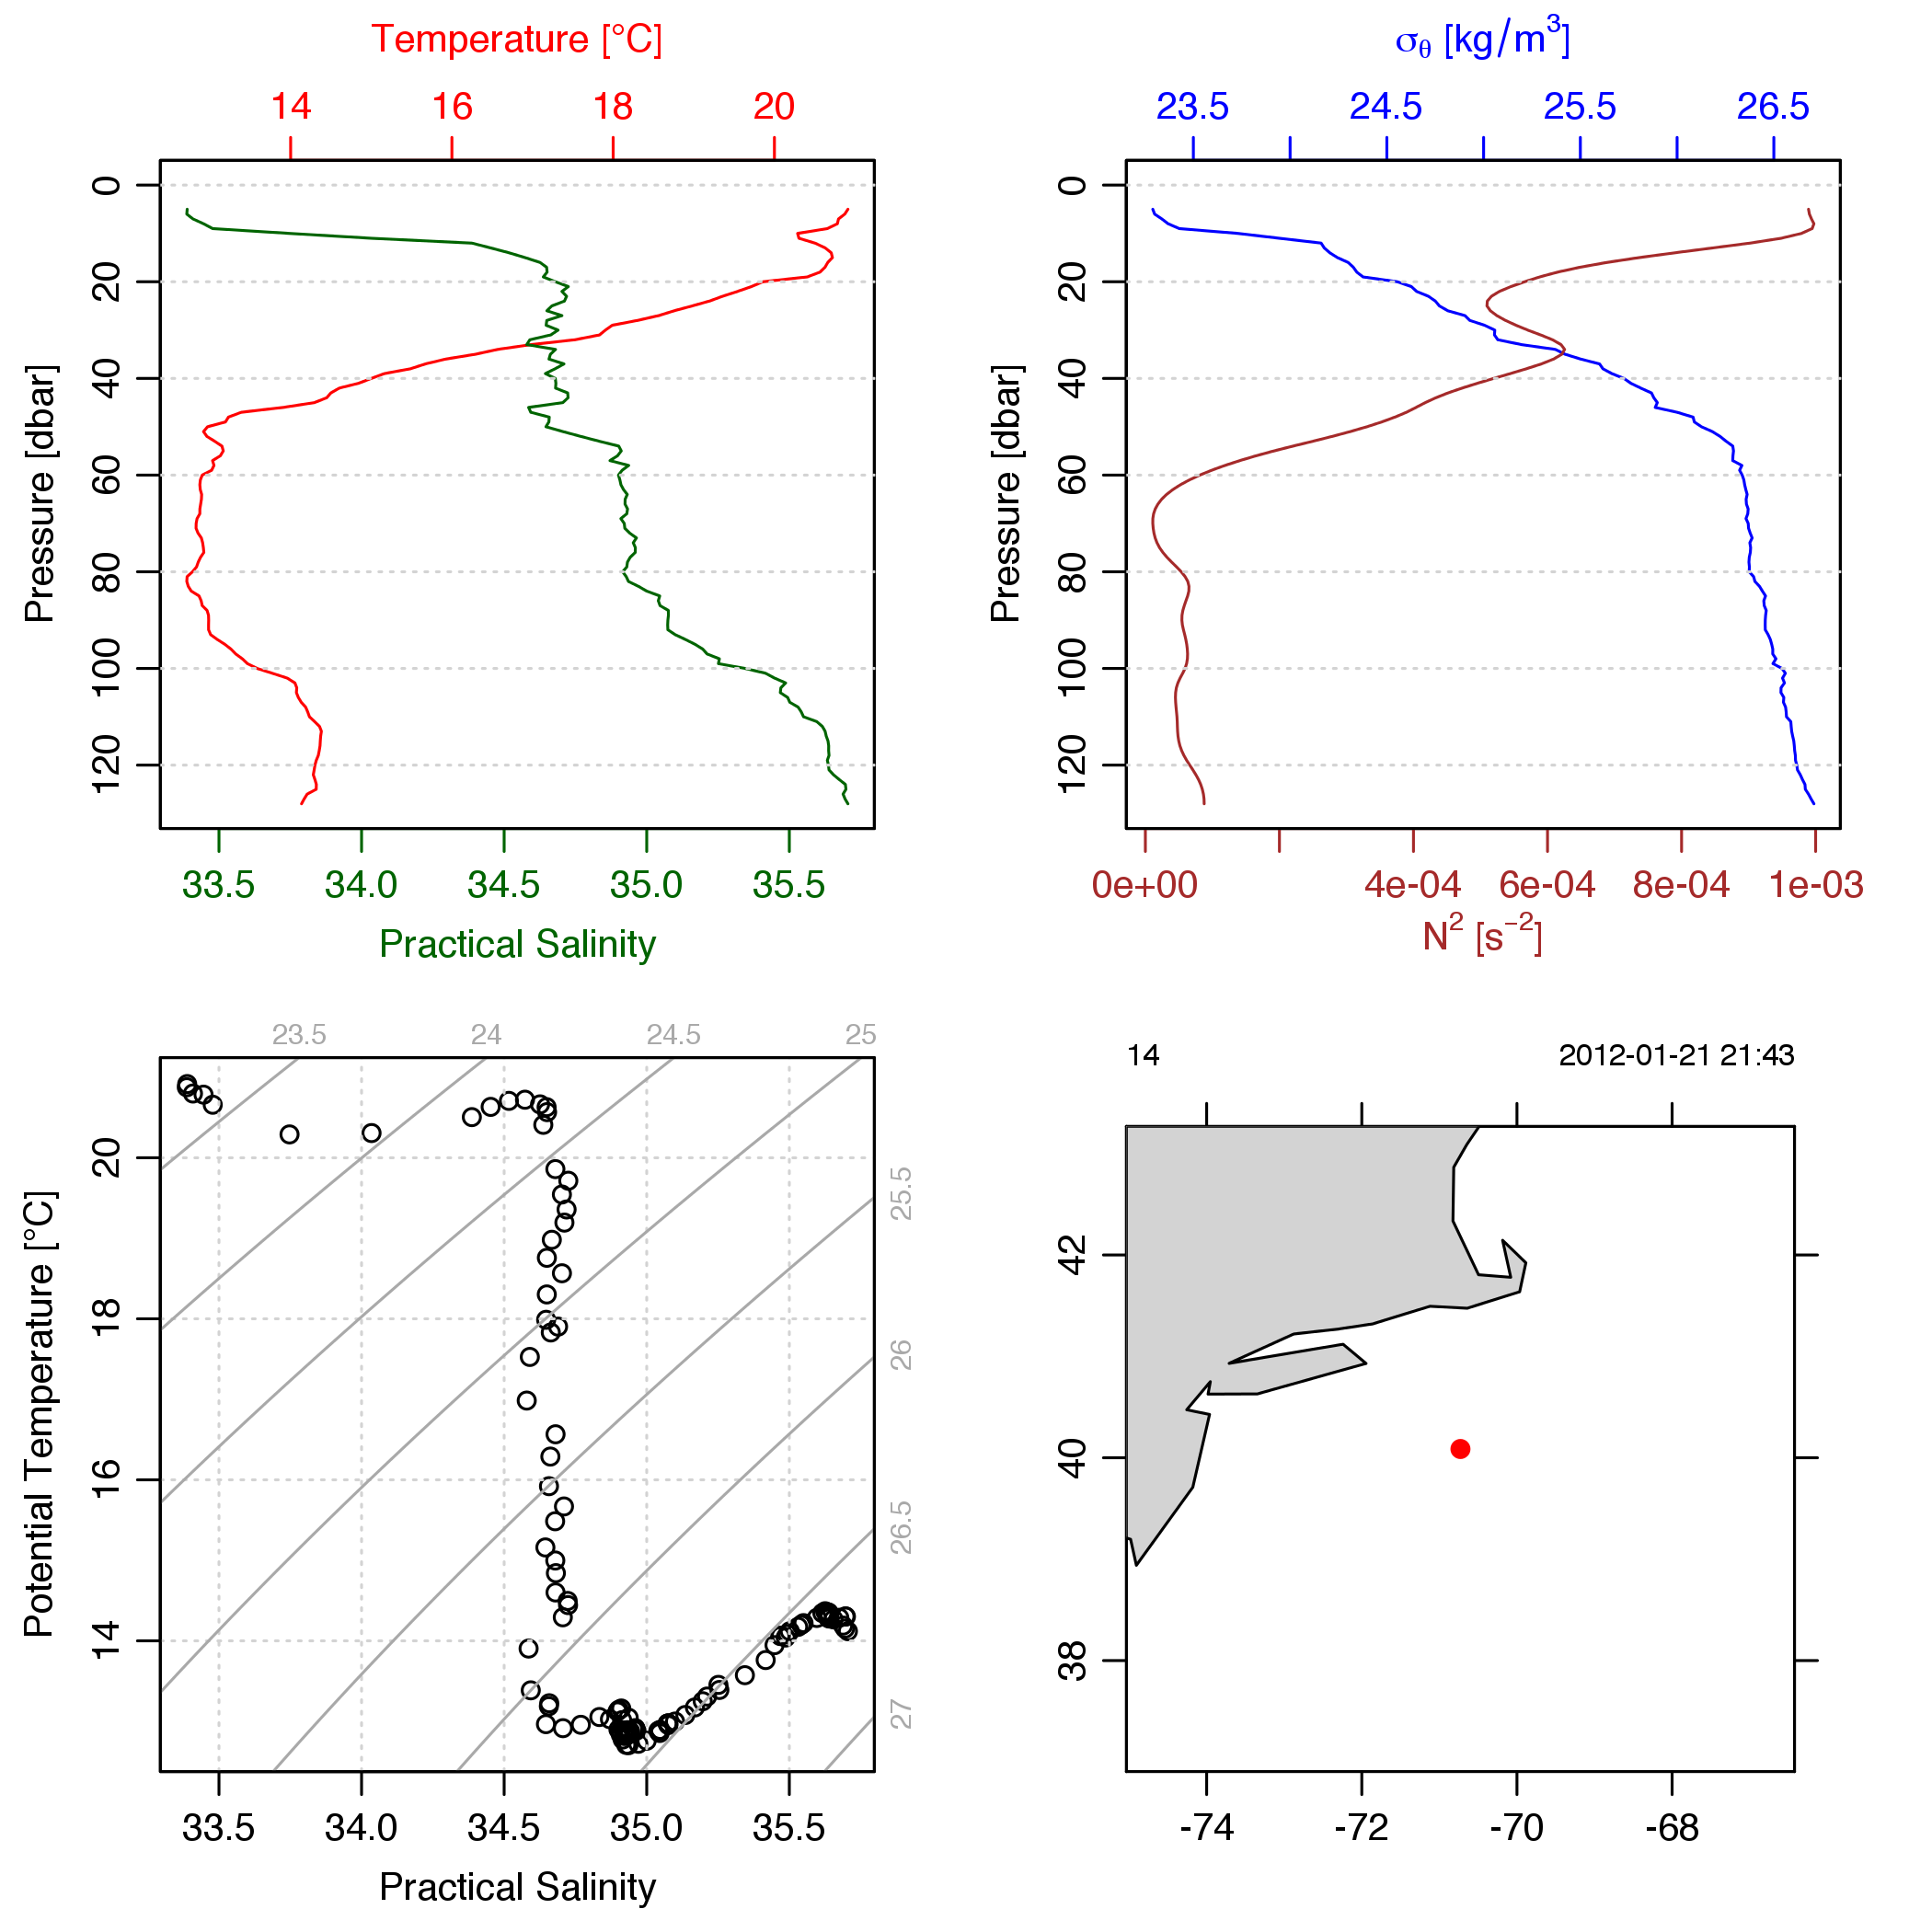 Temperature [°C]
14 16 18 20
Pressure [dbar]
0 20 40 60 80 100 120
33.5 34.0 34.5 35.0 35.5
Practical Salinity
σθ [kg/m³]
23.5 24.5 25.5 26.5
Pressure [dbar]
0 20 40 60 80 100 120
0e+00 4e-04 6e-04 8e-04 1e-03
N² [s⁻²]
23.5 24 24.5 25
25.5
26
26.5
27
Potential Temperature [°C]
14 16 18 20
33.5 34.0 34.5 35.0 35.5
Practical Salinity
14 2012-01-21 21:43
42
40
38
-74 -72 -70 -68